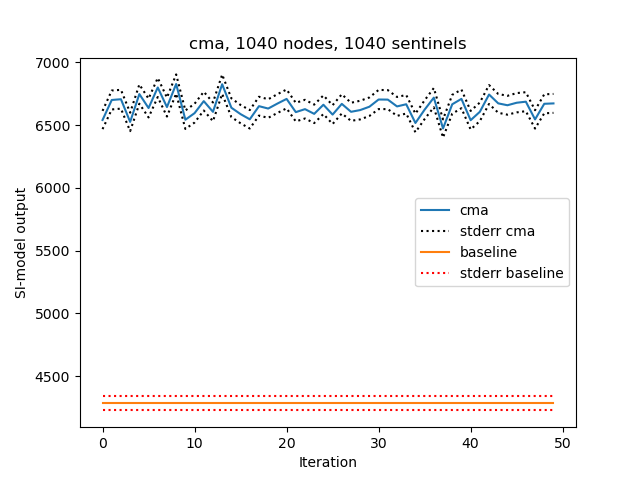 cma, 1040 nodes, 1040 sentinels
7000
6500
6000
5500
5000
4500
SI-model output
cma
stderr cma
baseline
stderr baseline
0 10 20 30 40 50
Iteration